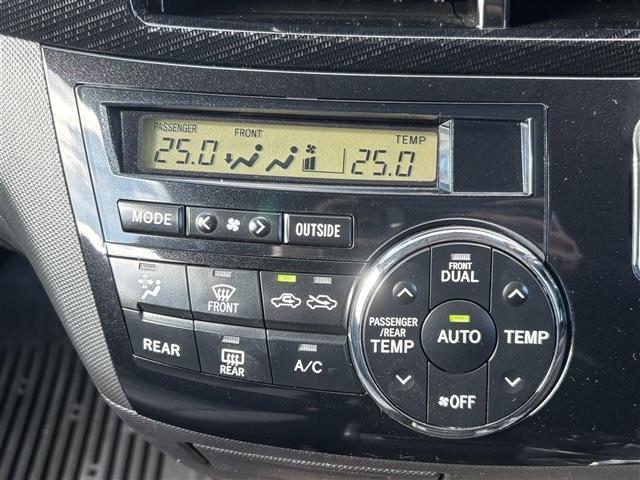 PASSENGER FRONT TEMP
25.0 25.0
MODE OUTSIDE
FRONT
DUAL
FRONT
PASSENGER
/REAR
TEMP
AUTO
TEMP
REAR
REAR
A/C
OFF